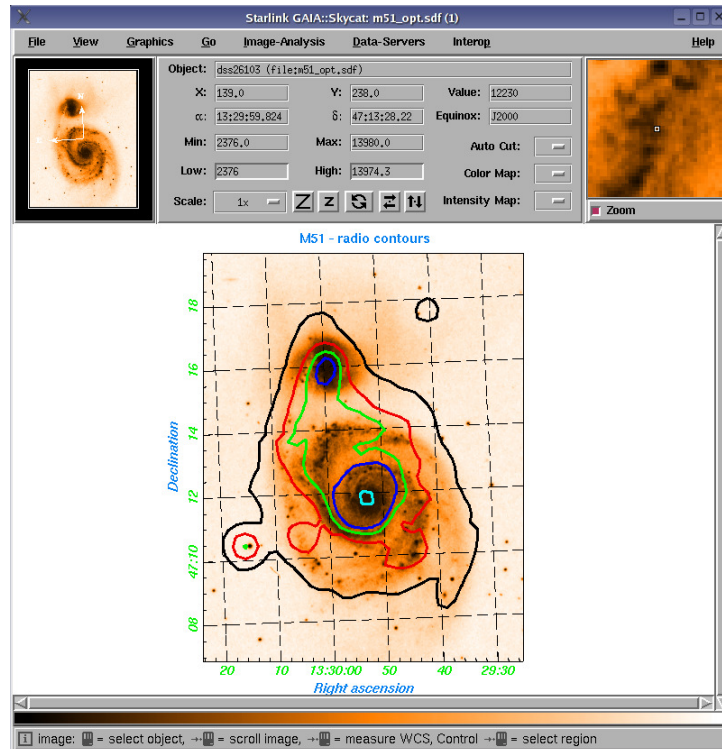 Starlink GAIA::Skycat: m51_opt.sdf (1)
File View Graphics Go Image-Analysis Data-Servers Interop Help
Object: dss26103 (file:m51_opt.sdf)
X: 139.0 Y: 238.0 Value: 12230
α: 13:29:59.824 δ: 47:13:28.22 Equinox: J2000
Min: 2376.0 Max: 13980.0 Auto Cut:
Low: 2376 High: 13974.3 Color Map:
Scale: 1x Z z Intensity Map:
Zoom
M51 - radio contours
18
16
14
Declination
12
47:10
08
20 10 13:30:00 50 40 29:30
Right ascension
i image: = select object, = scroll image, = measure WCS, Control = select region